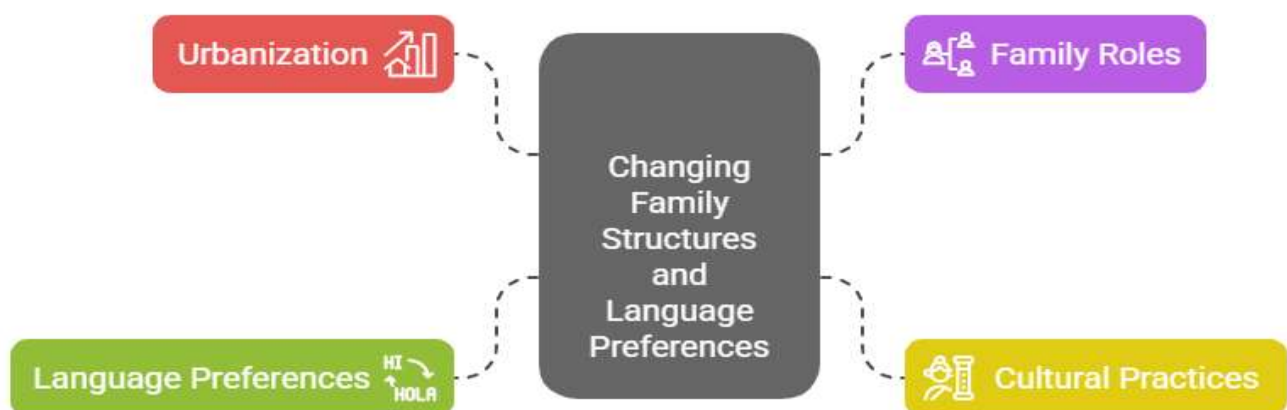 Urbanization
Family Roles
Changing
Family
Structures
and
Language
Preferences
Language Preferences
HI
HOLA
Cultural Practices